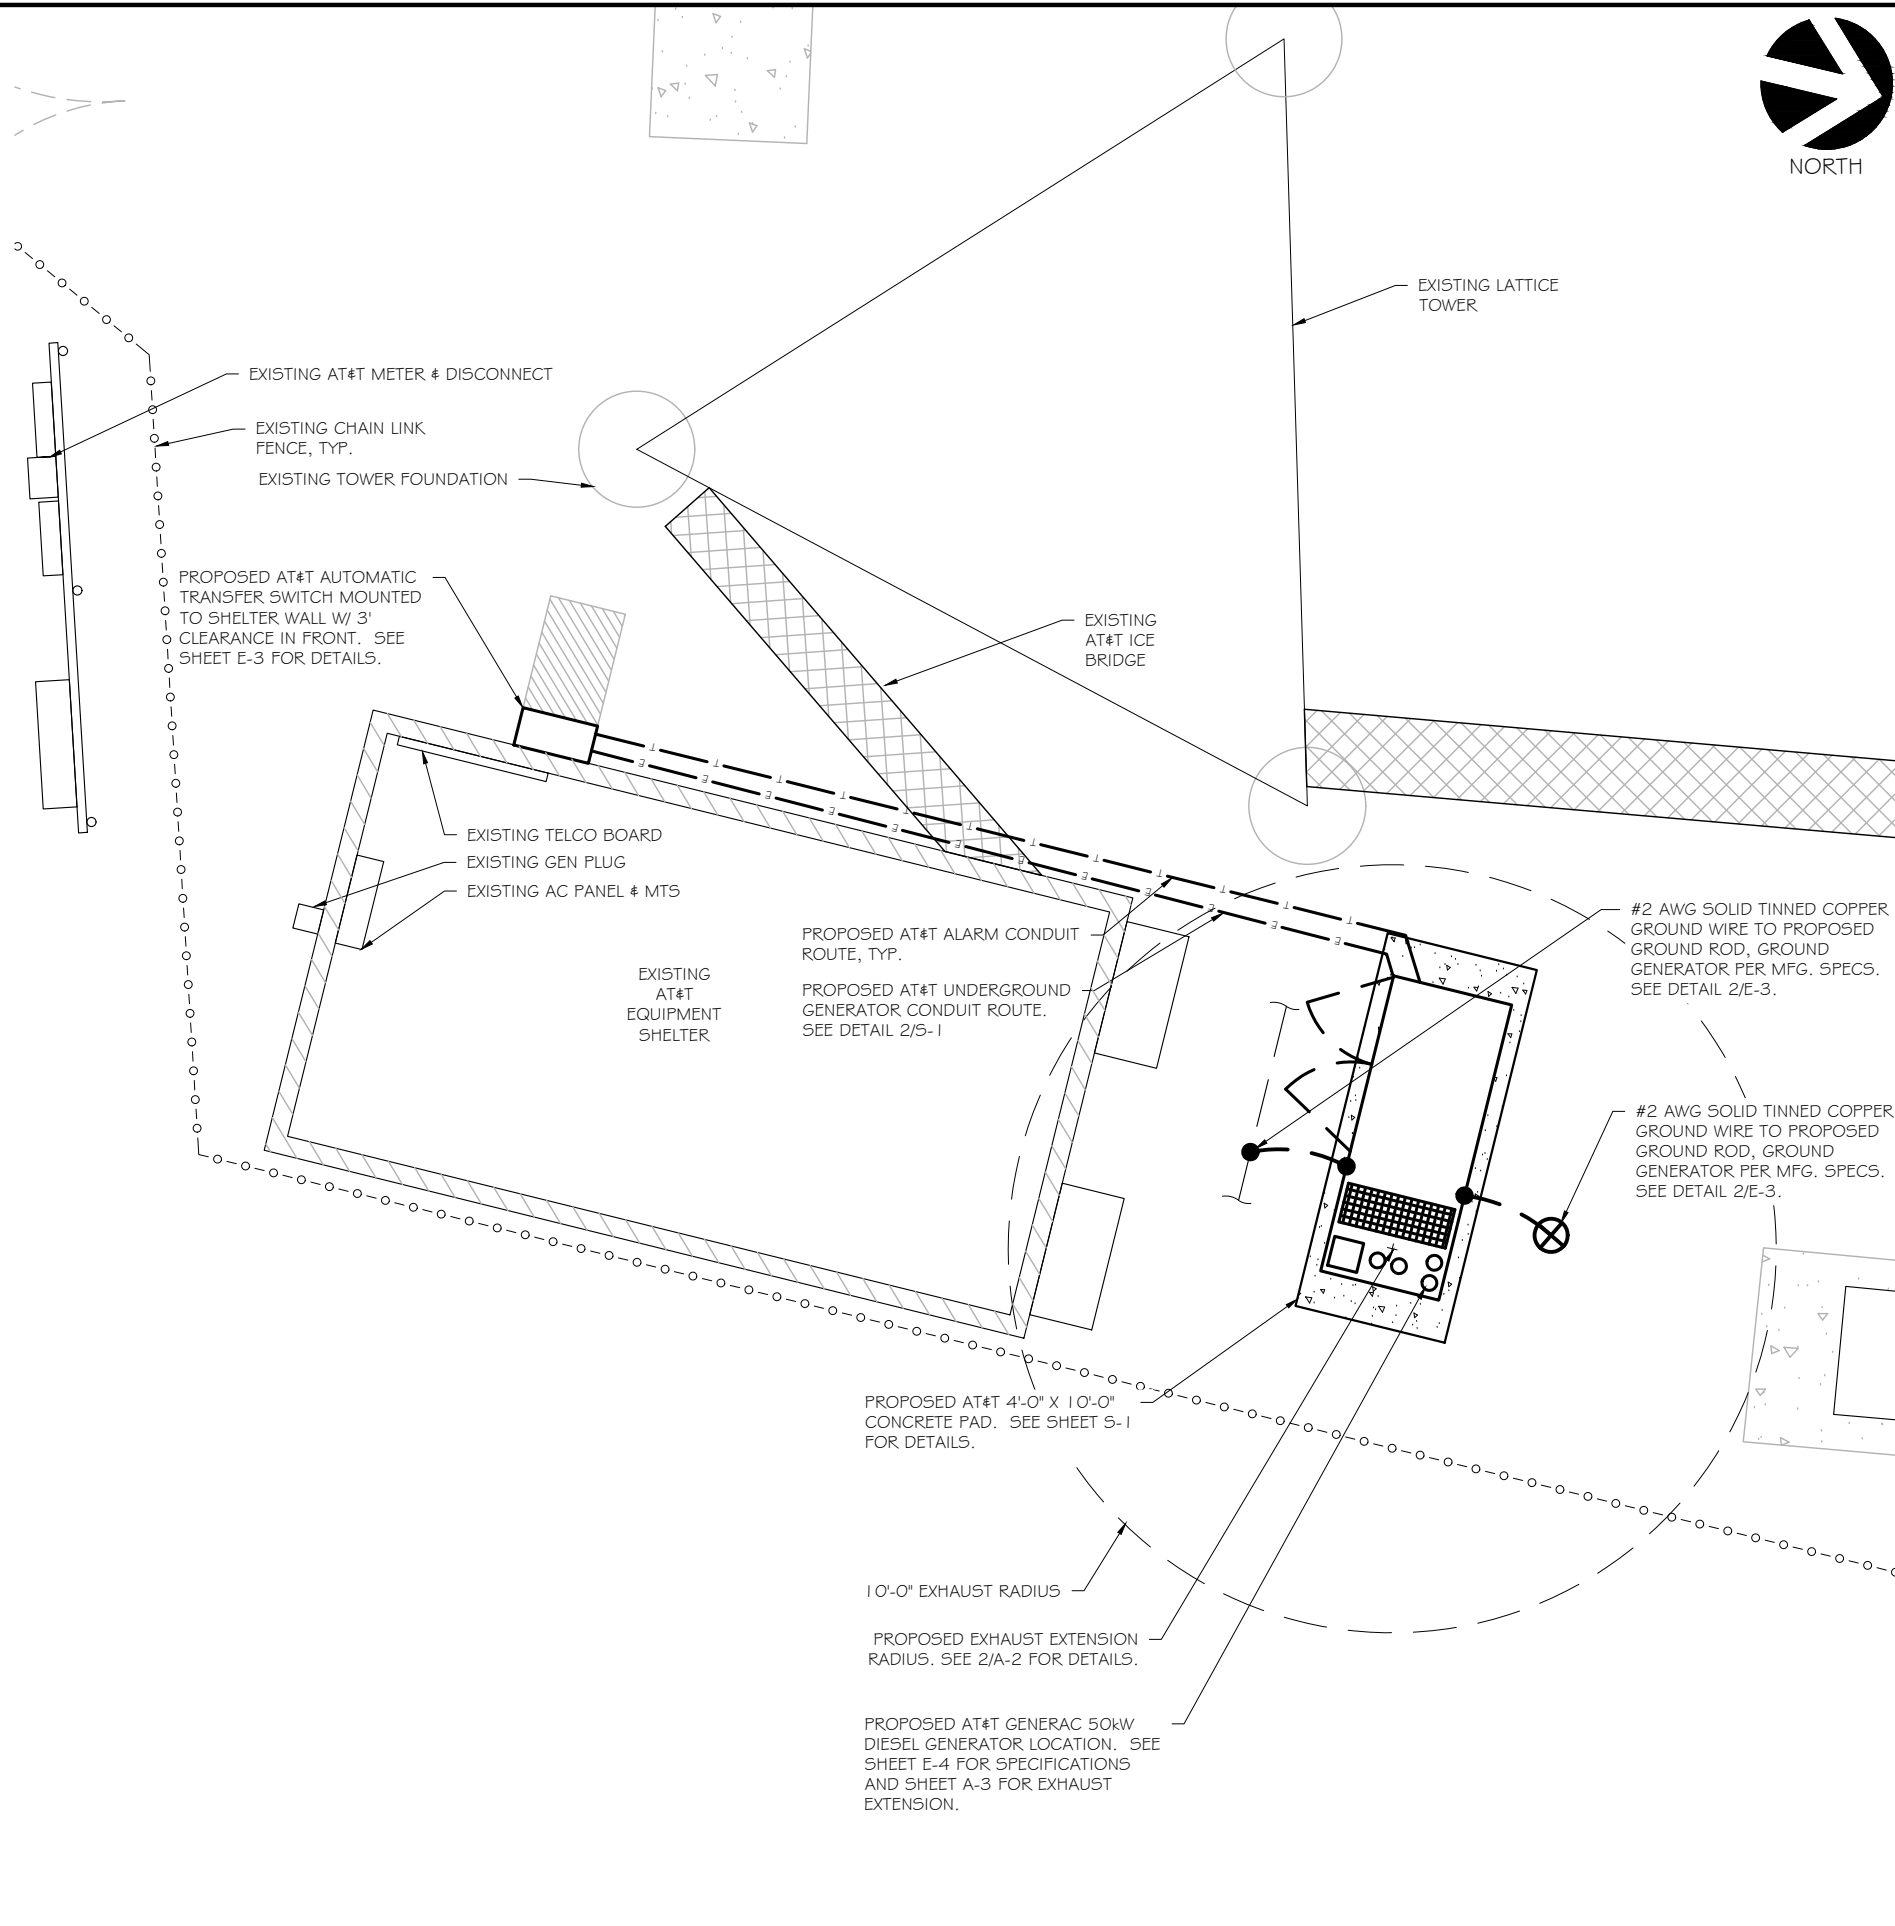 NORTH
EXISTING LATTICE
TOWER
EXISTING AT&T METER & DISCONNECT
EXISTING CHAIN LINK
FENCE, TYP.
EXISTING TOWER FOUNDATION
PROPOSED AT&T AUTOMATIC
TRANSFER SWITCH MOUNTED
TO SHELTER WALL W/ 3'
CLEARANCE IN FRONT. SEE
SHEET E-3 FOR DETAILS.
EXISTING
AT&T ICE
BRIDGE
T T T T T T T T T T T T
E E E E E E E E E E E E
EXISTING TELCO BOARD
EXISTING GEN PLUG
EXISTING AC PANEL & MTS
EXISTING
AT&T
EQUIPMENT
SHELTER
PROPOSED AT&T ALARM CONDUIT
ROUTE, TYP.
PROPOSED AT&T UNDERGROUND
GENERATOR CONDUIT ROUTE.
SEE DETAIL 2/S-1
#2 AWG SOLID TINNED COPPER
GROUND WIRE TO PROPOSED
GROUND ROD, GROUND
GENERATOR PER MFG. SPECS.
SEE DETAIL 2/E-3.
#2 AWG SOLID TINNED COPPER
GROUND WIRE TO PROPOSED
GROUND ROD, GROUND
GENERATOR PER MFG. SPECS.
SEE DETAIL 2/E-3.
PROPOSED AT&T 4'-0" X 10'-0"
CONCRETE PAD. SEE SHEET S-1
FOR DETAILS.
10'-0" EXHAUST RADIUS
PROPOSED EXHAUST EXTENSION
RADIUS. SEE 2/A-2 FOR DETAILS.
PROPOSED AT&T GENERAC 50kW
DIESEL GENERATOR LOCATION. SEE
SHEET E-4 FOR SPECIFICATIONS
AND SHEET A-3 FOR EXHAUST
EXTENSION.